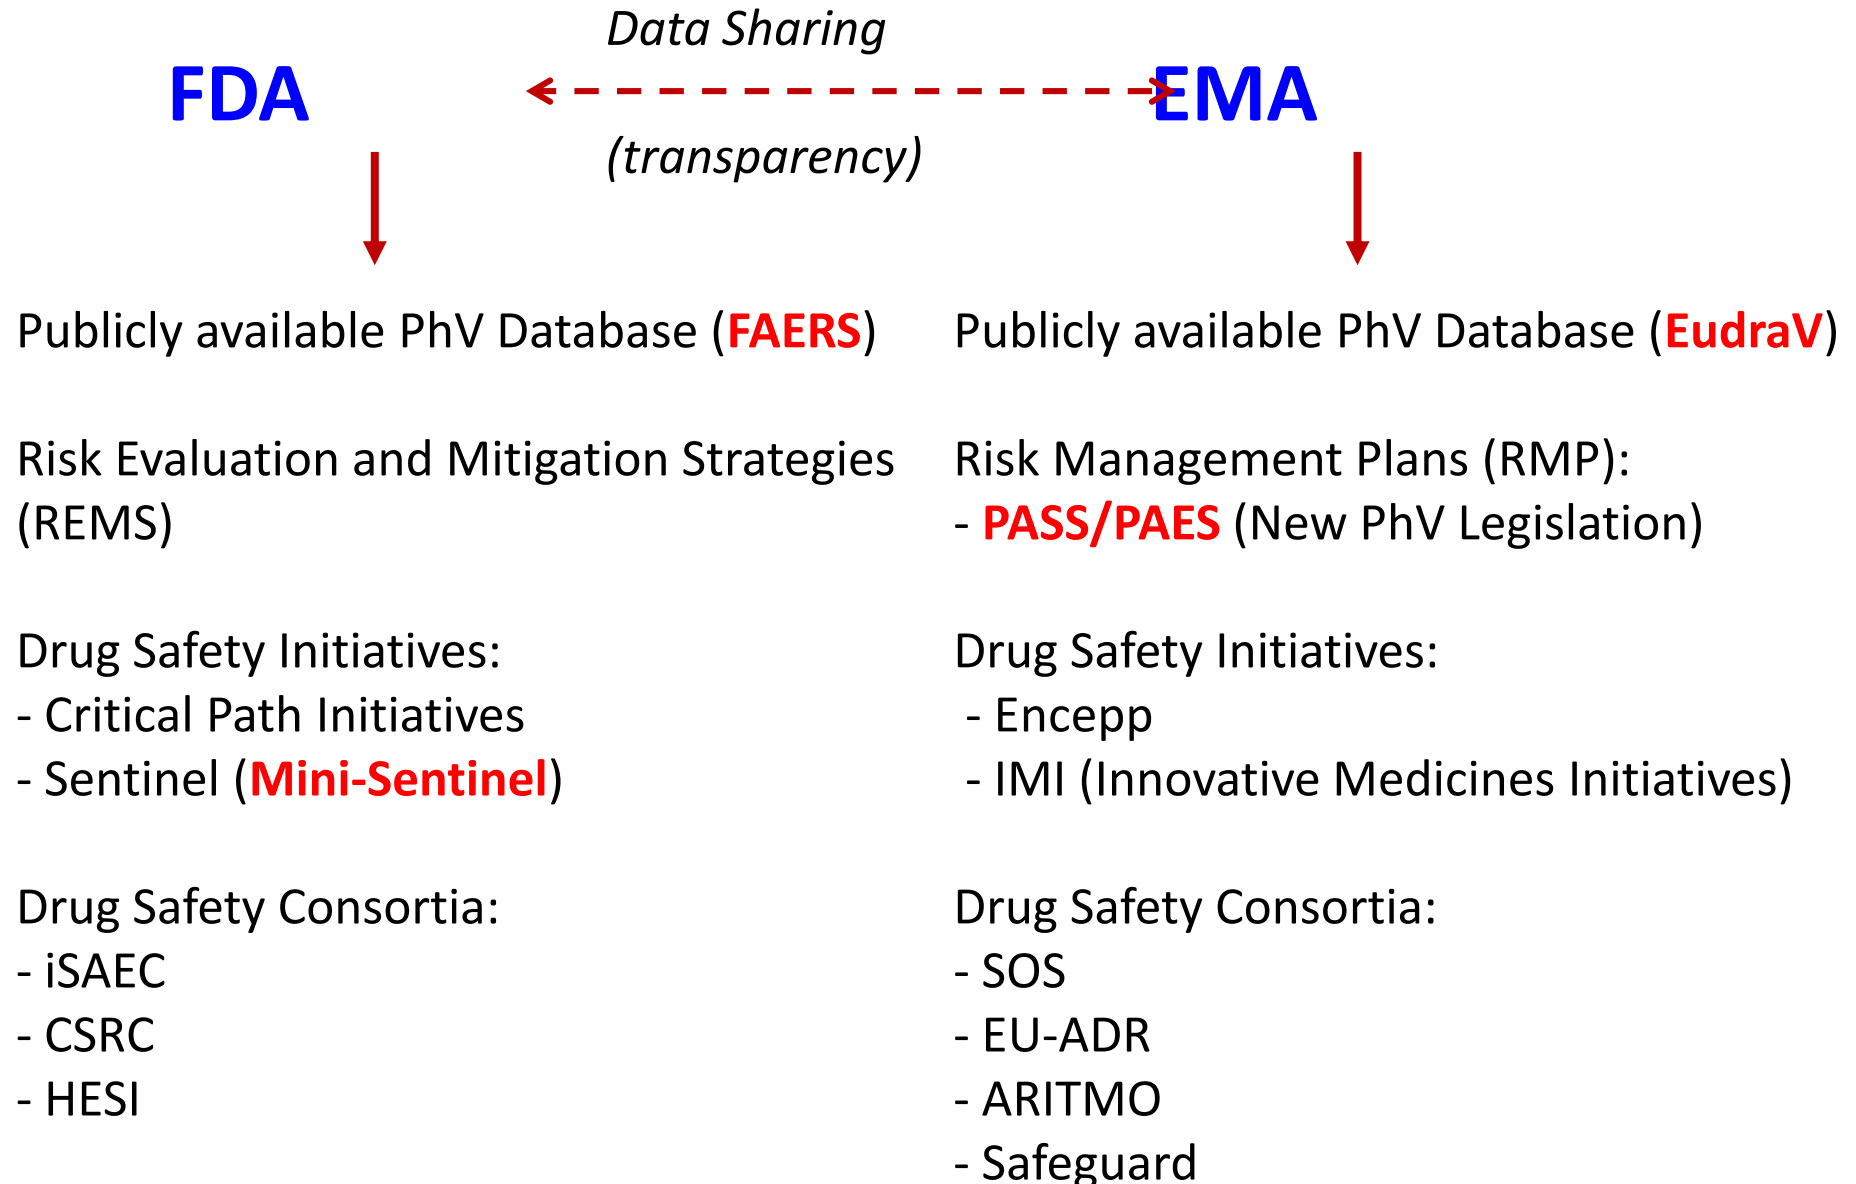 Data Sharing
FDA
EMA
(transparency)
Publicly available PhV Database (FAERS)
Risk Evaluation and Mitigation Strategies
(REMS)
Drug Safety Initiatives:
- Critical Path Initiatives
- Sentinel (Mini-Sentinel)
Drug Safety Consortia:
- iSAEC
- CSRC
- HESI
Publicly available PhV Database (EudraV)
Risk Management Plans (RMP):
- PASS/PAES (New PhV Legislation)
Drug Safety Initiatives:
- Encepp
- IMI (Innovative Medicines Initiatives)
Drug Safety Consortia:
- SOS
- EU-ADR
- ARITMO
- Safeguard